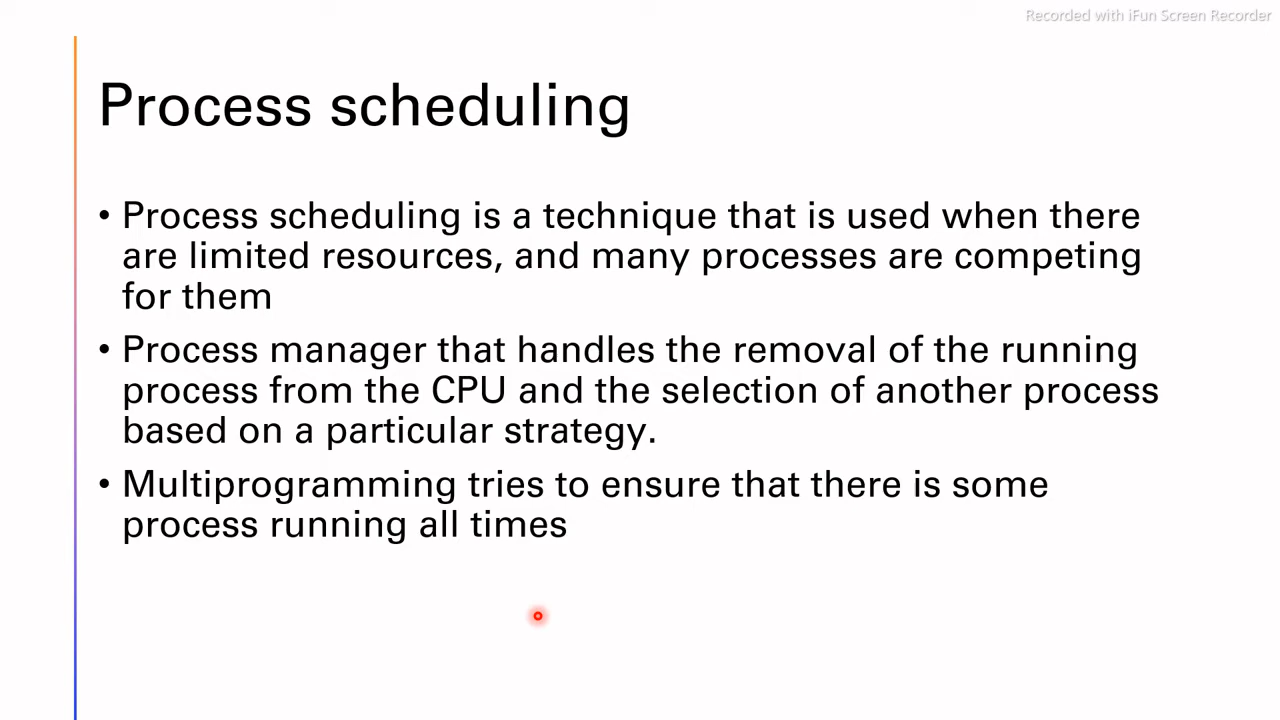 Recorded with iFun Screen Recorder
Process scheduling
• Process scheduling is a technique that is used when there
are limited resources, and many processes are competing
for them
• Process manager that handles the removal of the running
process from the CPU and the selection of another process
based on a particular strategy.
• Multiprogramming tries to ensure that there is some
process running all times